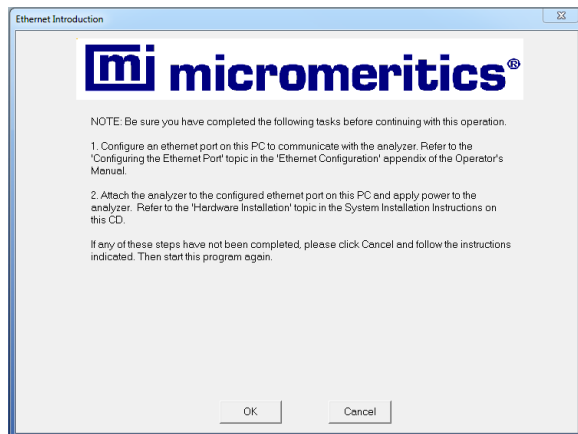 Ethernet Introduction
mi micromeritics®
NOTE: Be sure you have completed the following tasks before continuing with this operation.
1. Configure an ethernet port on this PC to communicate with the analyzer. Refer to the
'Configuring the Ethernet Port' topic in the 'Ethernet Configuration' appendix of the Operator's
Manual.
2. Attach the analyzer to the configured ethernet port on this PC and apply power to the
analyzer. Refer to the 'Hardware Installation' topic in the System Installation Instructions on
this CD.
If any of these steps have not been completed, please click Cancel and follow the instructions
indicated. Then start this program again.
OK
Cancel